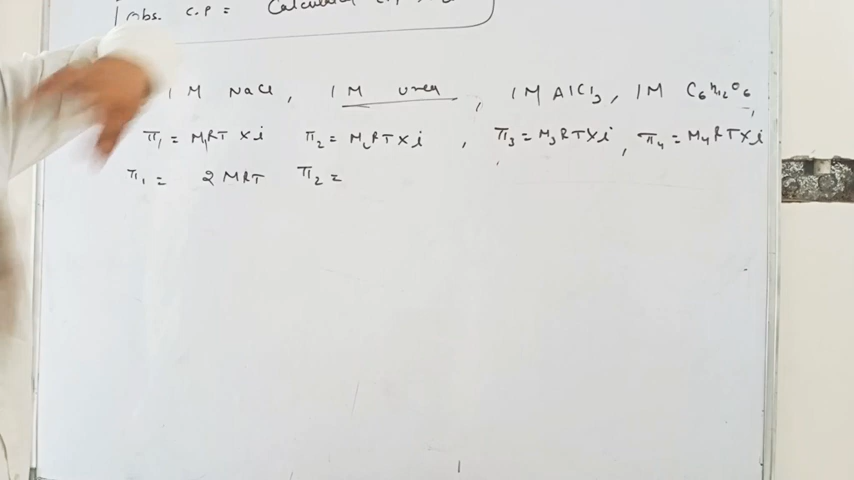 obs. C.P = Calculated C.P
1 M NaCl, 1 M urea, 1 M AlCl3, 1 M C6H12O6,
π1 = M1RT × i π2 = M2RT × i, π3 = M3RT × i, π4 = M4RT × i
π1 = 2 MRT π2 =